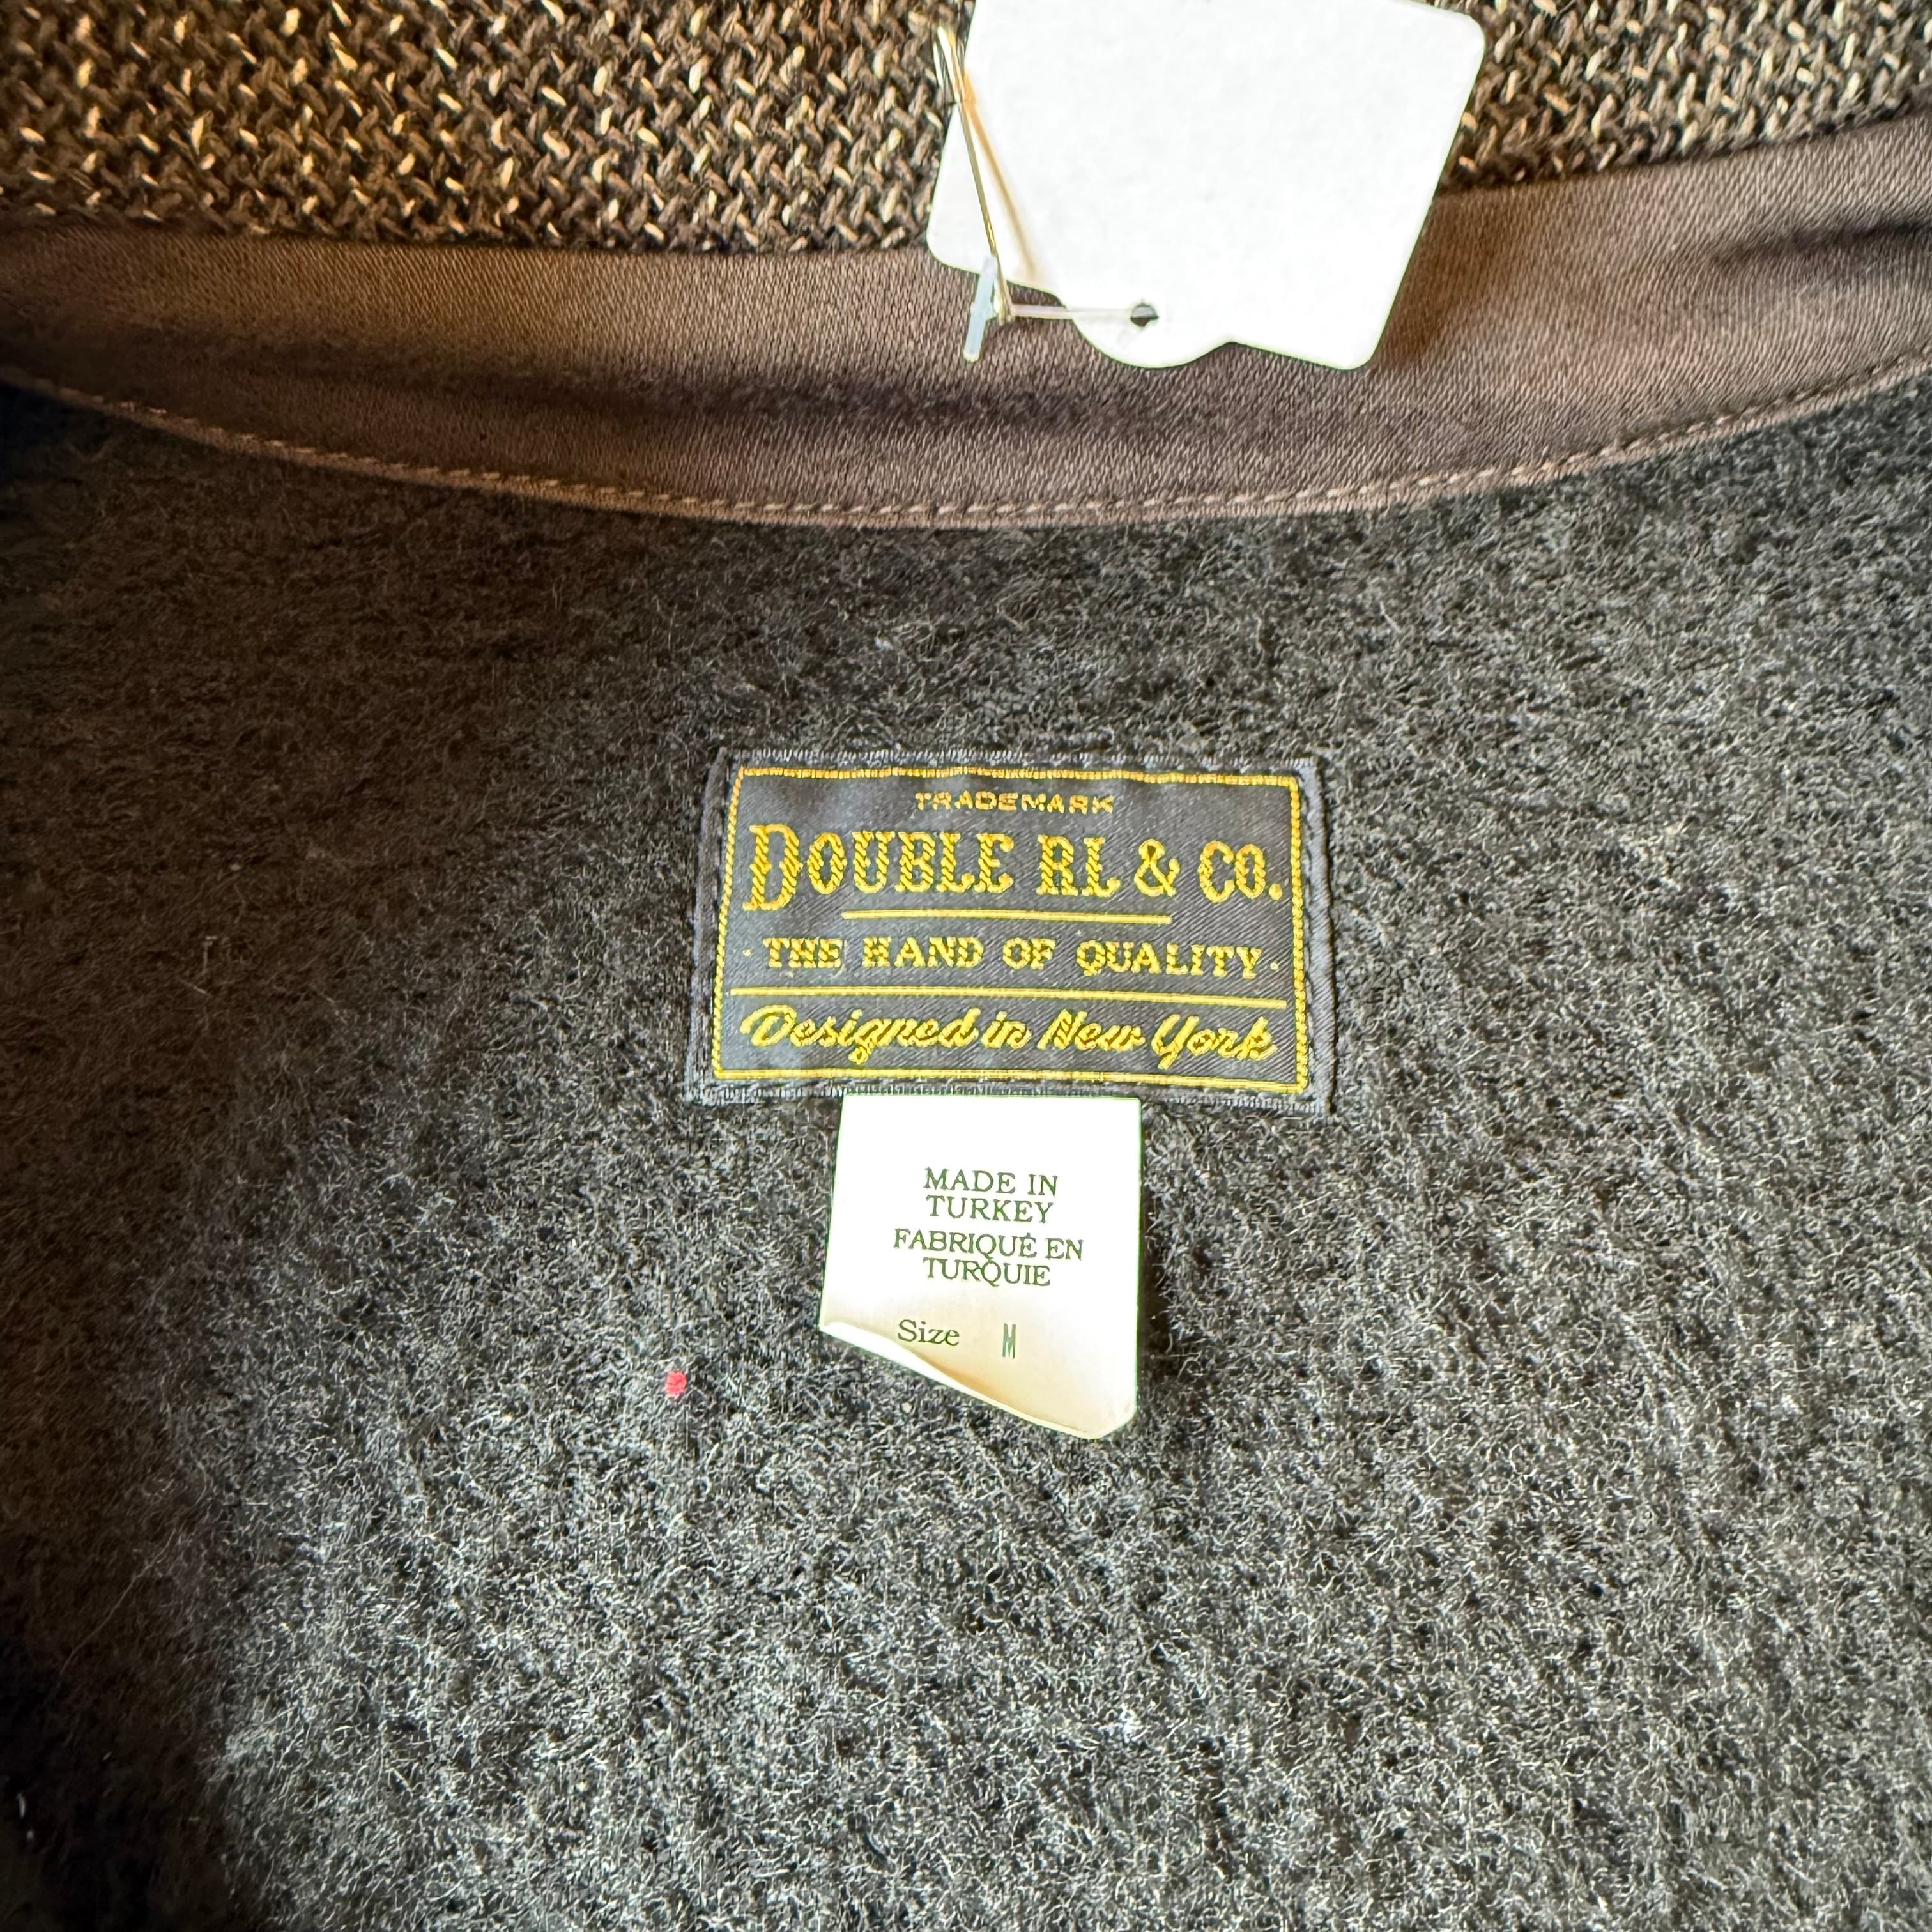 TRADEMARK
DOUBLE RL & CO.
· THE HAND OF QUALITY ·
Designed in New York
MADE IN
TURKEY
FABRIQUÉ EN
TURQUIE
Size M